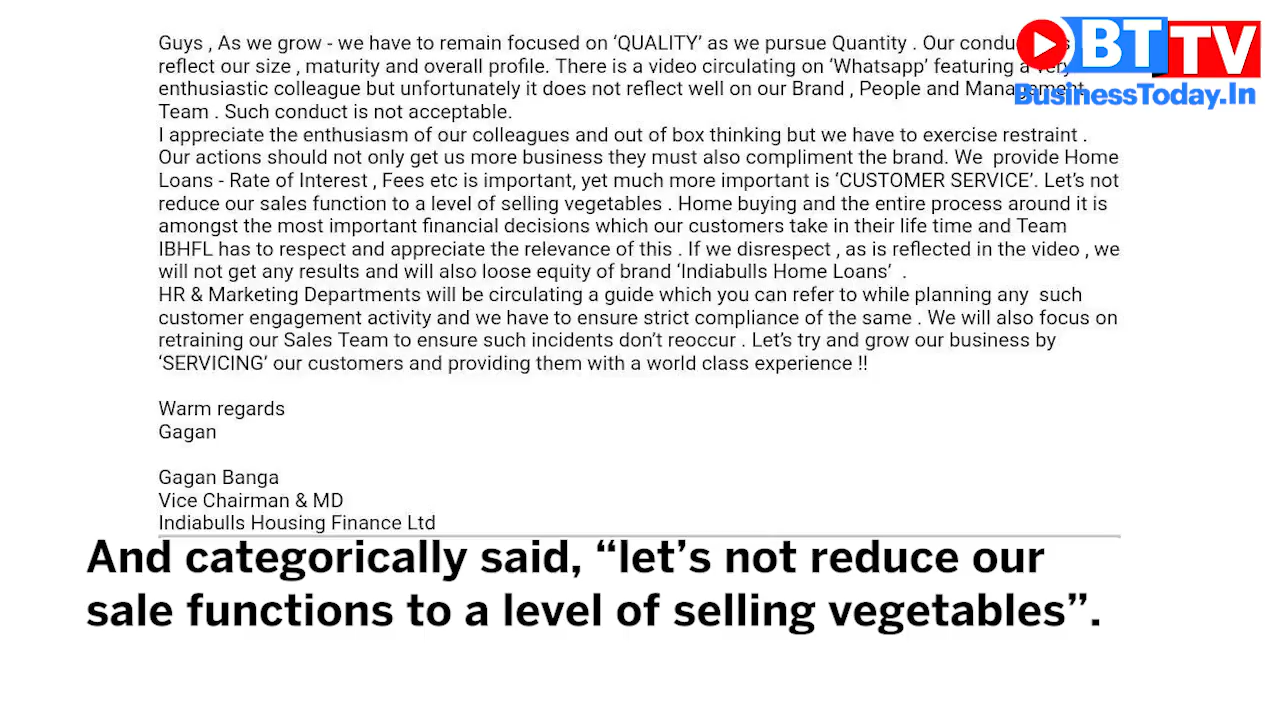 Guys , As we grow - we have to remain focused on ‘QUALITY’ as we pursue Quantity . Our
reflect our size , maturity and overall profile. There is a video circulating on ‘Whatsapp’ featuring a very
enthusiastic colleague but unfortunately it does not reflect well on our Brand , People and Management
Team . Such conduct is not acceptable.
I appreciate the enthusiasm of our colleagues and out of box thinking but we have to exercise restraint .
Our actions should not only get us more business they must also compliment the brand. We provide Home
Loans - Rate of Interest , Fees etc is important, yet much more important is ‘CUSTOMER SERVICE’. Let’s not
reduce our sales function to a level of selling vegetables . Home buying and the entire process around it is
amongst the most important financial decisions which our customers take in their life time and Team
IBHFL has to respect and appreciate the relevance of this . If we disrespect , as is reflected in the video , we
will not get any results and will also loose equity of brand ‘Indiabulls Home Loans’ .
HR & Marketing Departments will be circulating a guide which you can refer to while planning any such
customer engagement activity and we have to ensure strict compliance of the same . We will also focus on
retraining our Sales Team to ensure such incidents don’t reoccur . Let’s try and grow our business by
‘SERVICING’ our customers and providing them with a world class experience !!
Warm regards
Gagan
Gagan Banga
Vice Chairman & MD
Indiabulls Housing Finance Ltd
And categorically said, “let’s not reduce our
sale functions to a level of selling vegetables”.
BT TV
BusinessToday.In